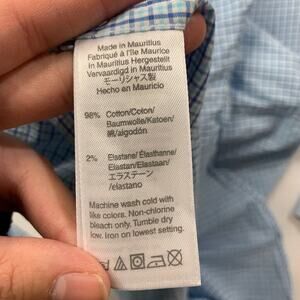 Made in Mauritius
Fabriqué à l'île Maurice
In Mauritius Hergestellt
Vervaardigd in Mauritius
モーリシャス製
Hecho en Mauricio
98% Cotton/Coton/
Baumwolle/Katoen/
綿/algodón
2% Elastane/Élasthanne/
Elastan/Elastaan/
エラステーン
/elastano
Machine wash cold with
like colors. Non-chlorine
bleach only. Tumble dry
low. Iron on lowest setting.